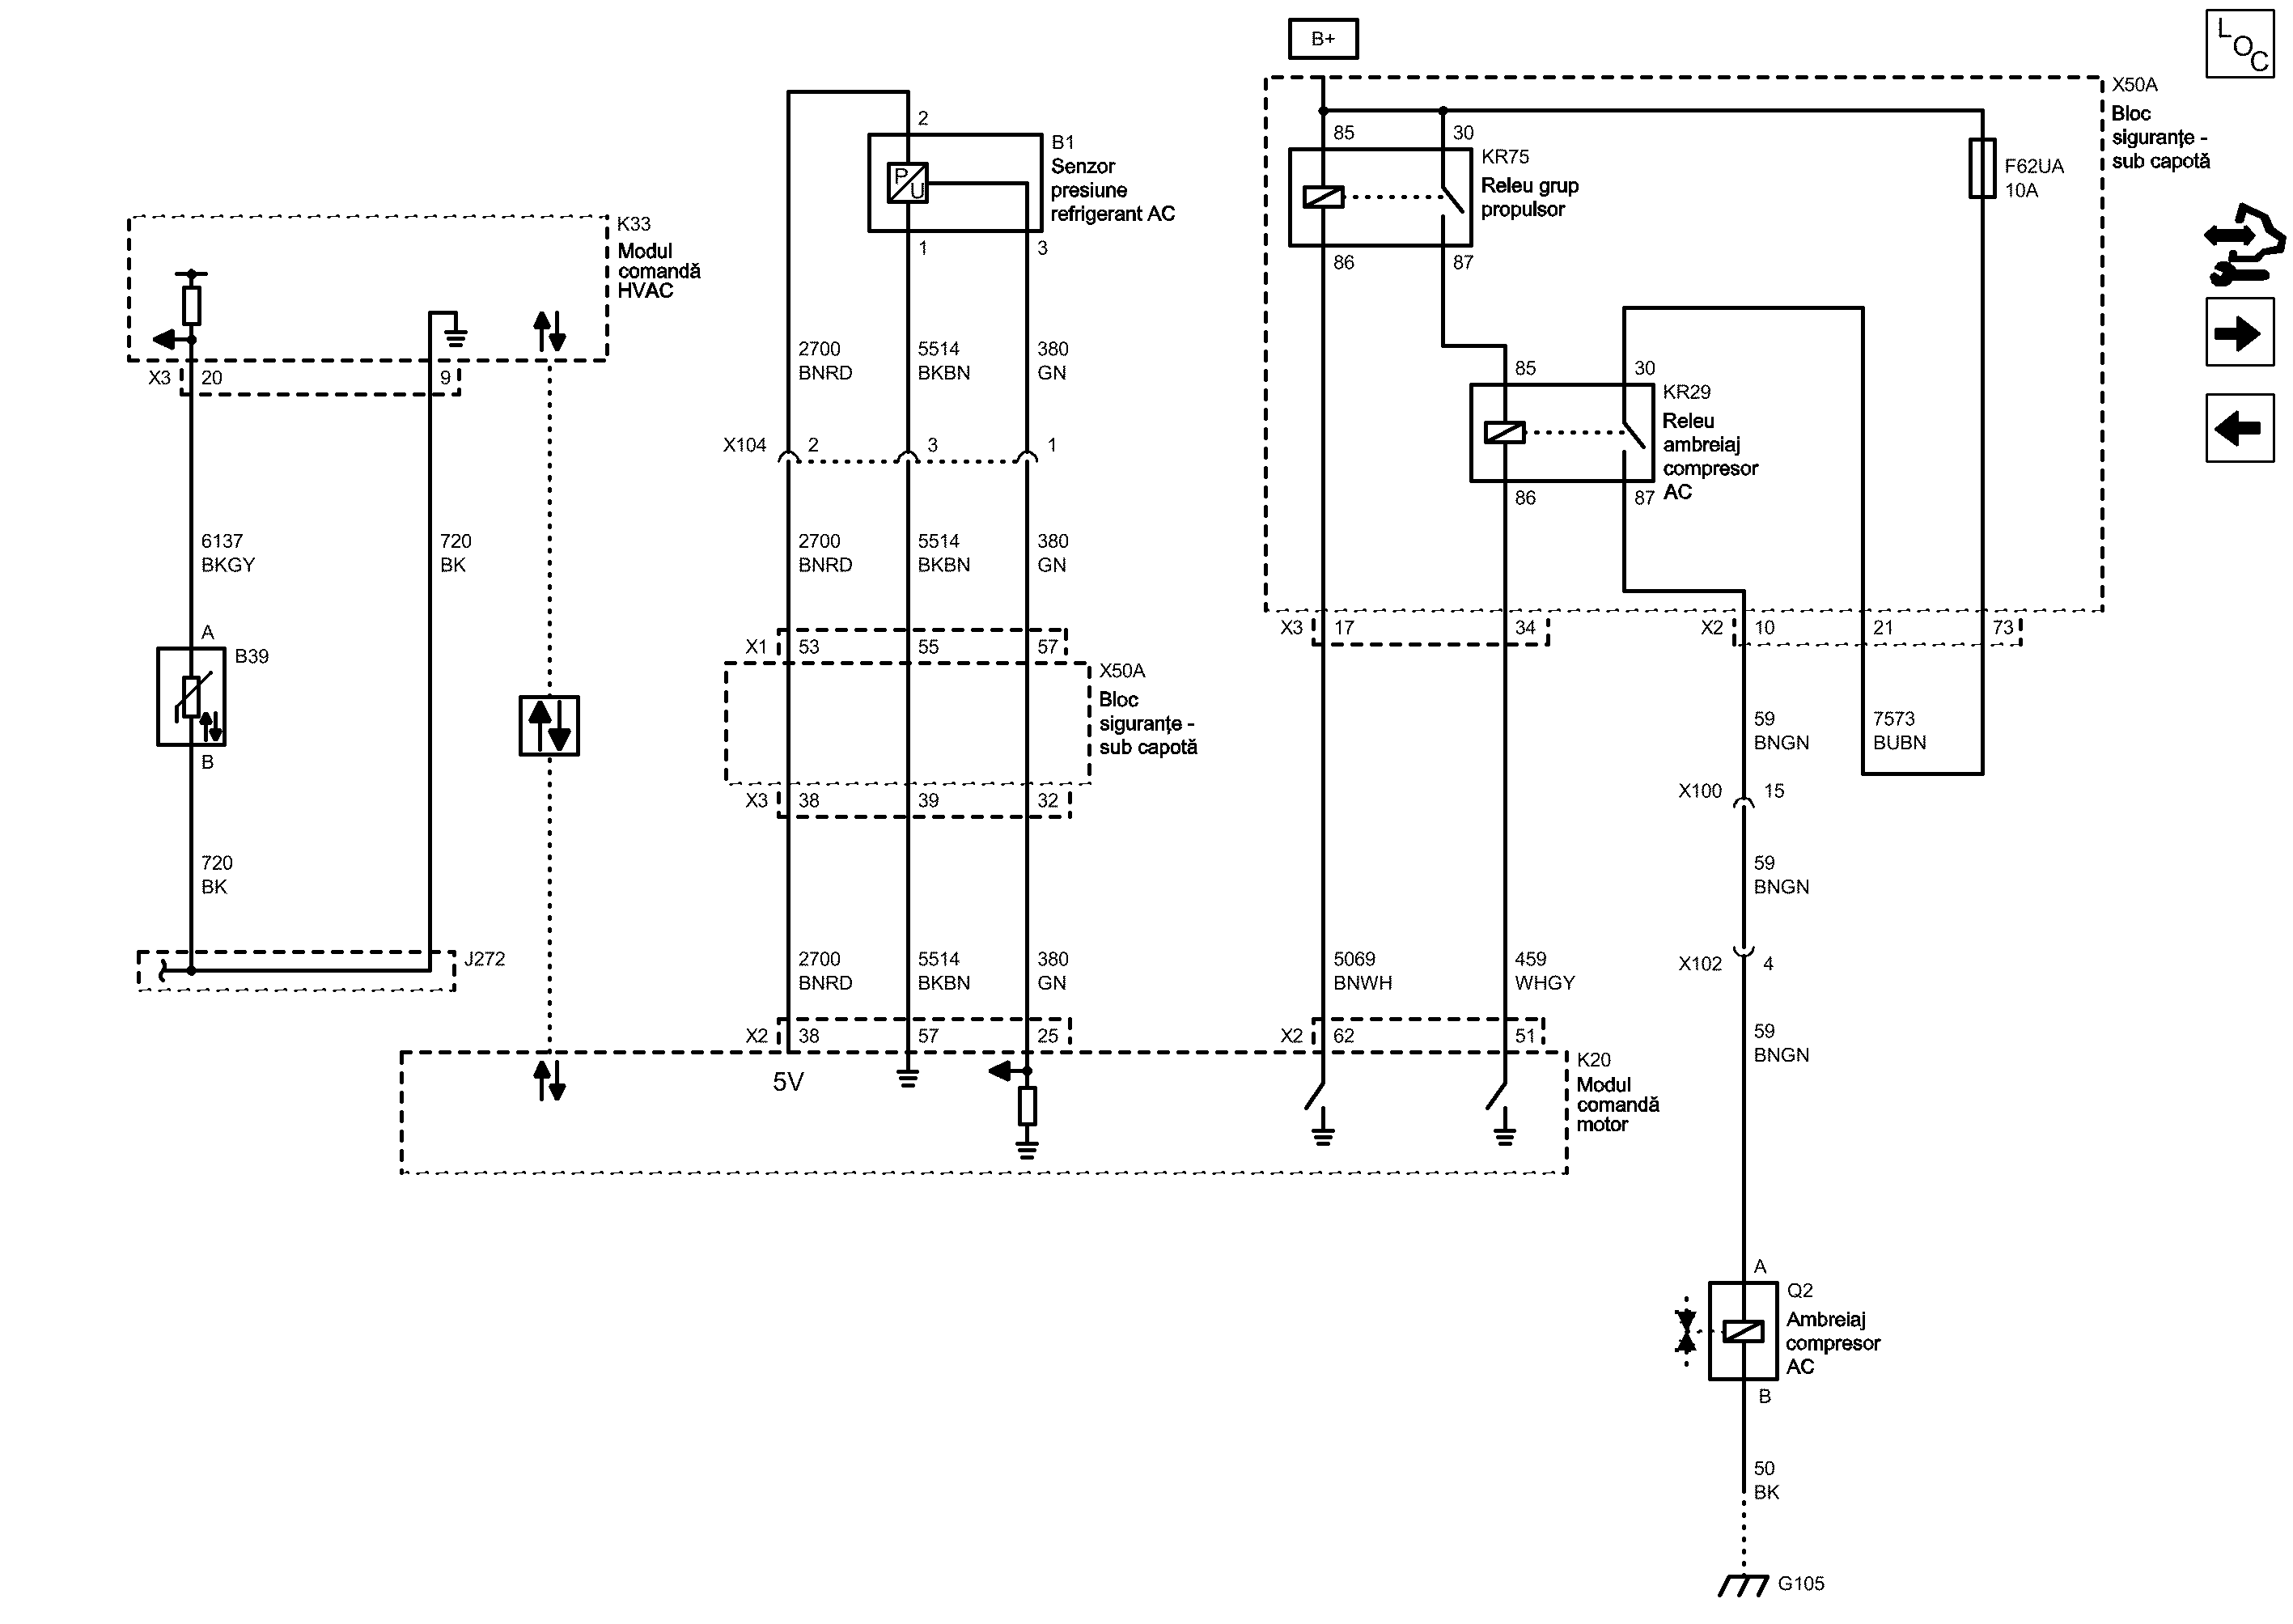 B+
L
O
C
X50A
Bloc
siguranțe -
sub capotă
2
B1
Senzor
presiune
refrigerant AC
P
U
1
3
85
30
KR75
Releu grup
propulsor
86
87
F62UA
10A
K33
Modul
comandă
HVAC
X3
20
9
2700
BNRD
5514
BKBN
380
GN
85
30
KR29
Releu
ambreiaj
compresor
AC
86
87
X104
2
3
1
6137
BKGY
720
BK
2700
BNRD
5514
BKBN
380
GN
A
B39
B
X1
53
55
57
X50A
Bloc
siguranțe -
sub capotă
X3
38
39
32
X3
17
34
X2
10
21
73
59
BNGN
7573
BUBN
X100
15
720
BK
59
BNGN
J272
2700
BNRD
5514
BKBN
380
GN
5069
BNWH
459
WHGY
X102
4
X2
38
57
25
X2
62
51
5V
K20
Modul
comandă
motor
59
BNGN
A
Q2
Ambreiaj
compresor
AC
B
50
BK
G105